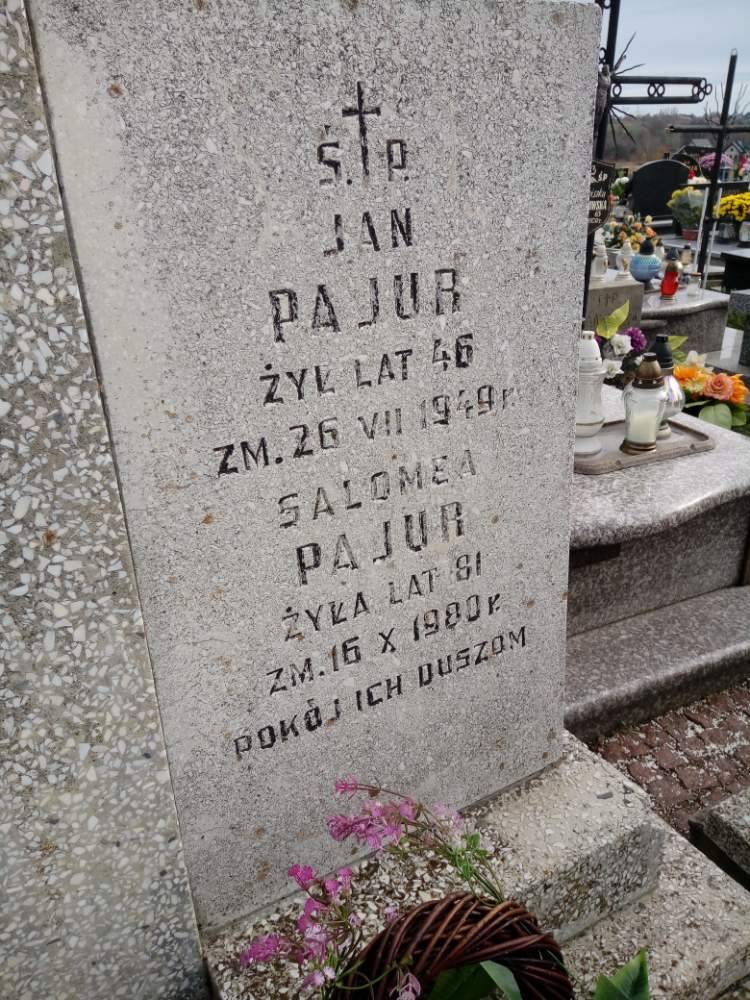 Ś.P.
JAN
PAJUR
ŻYŁ LAT 46
ZM. 26 VII 1949 R.
SALOMEA
PAJUR
ŻYŁA LAT 81
ZM. 16 X 1980 R.
POKÓJ ICH DUSZOM